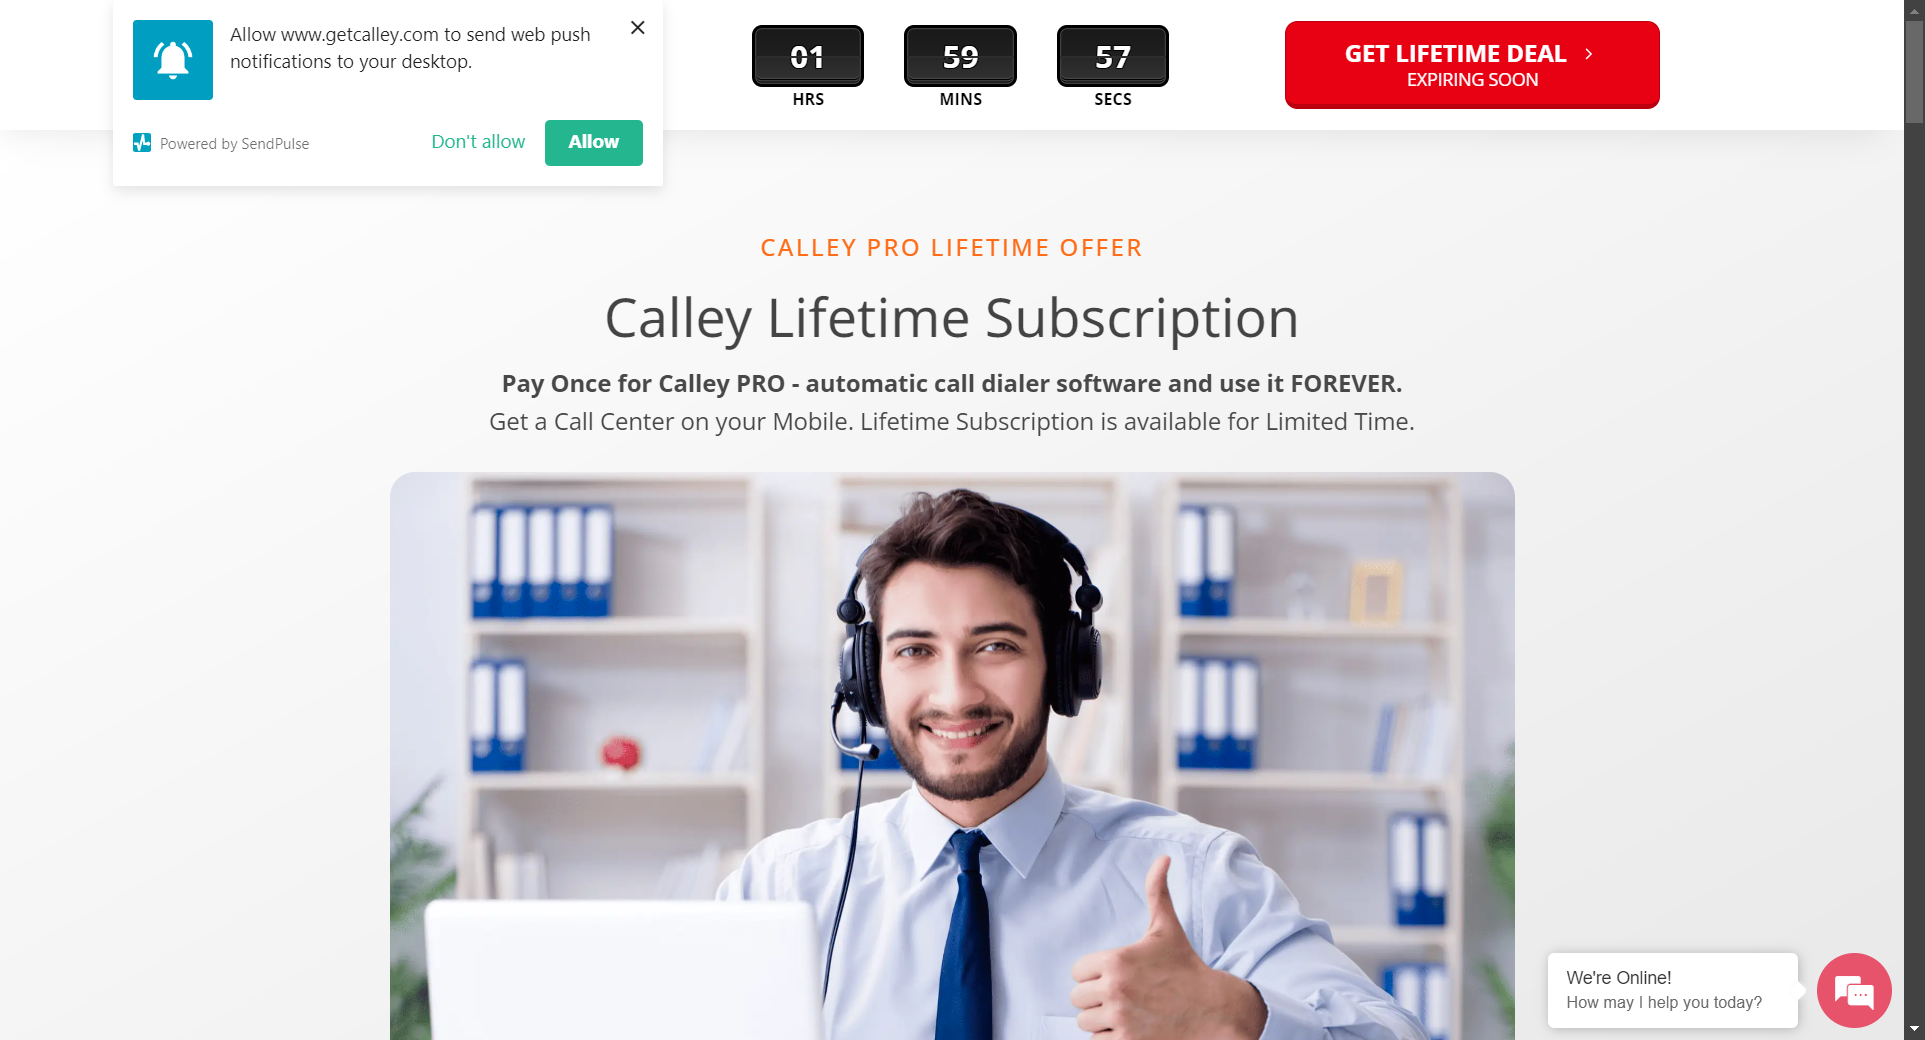 Allow www.getcalley.com to send web push
notifications to your desktop.
Powered by SendPulse
Don't allow
Allow
01
59
57
HRS
MINS
SECS
GET LIFETIME DEAL
EXPIRING SOON
CALLEY PRO LIFETIME OFFER
Calley Lifetime Subscription
Pay Once for Calley PRO - automatic call dialer software and use it FOREVER.
Get a Call Center on your Mobile. Lifetime Subscription is available for Limited Time.
We're Online!
How may I help you today?